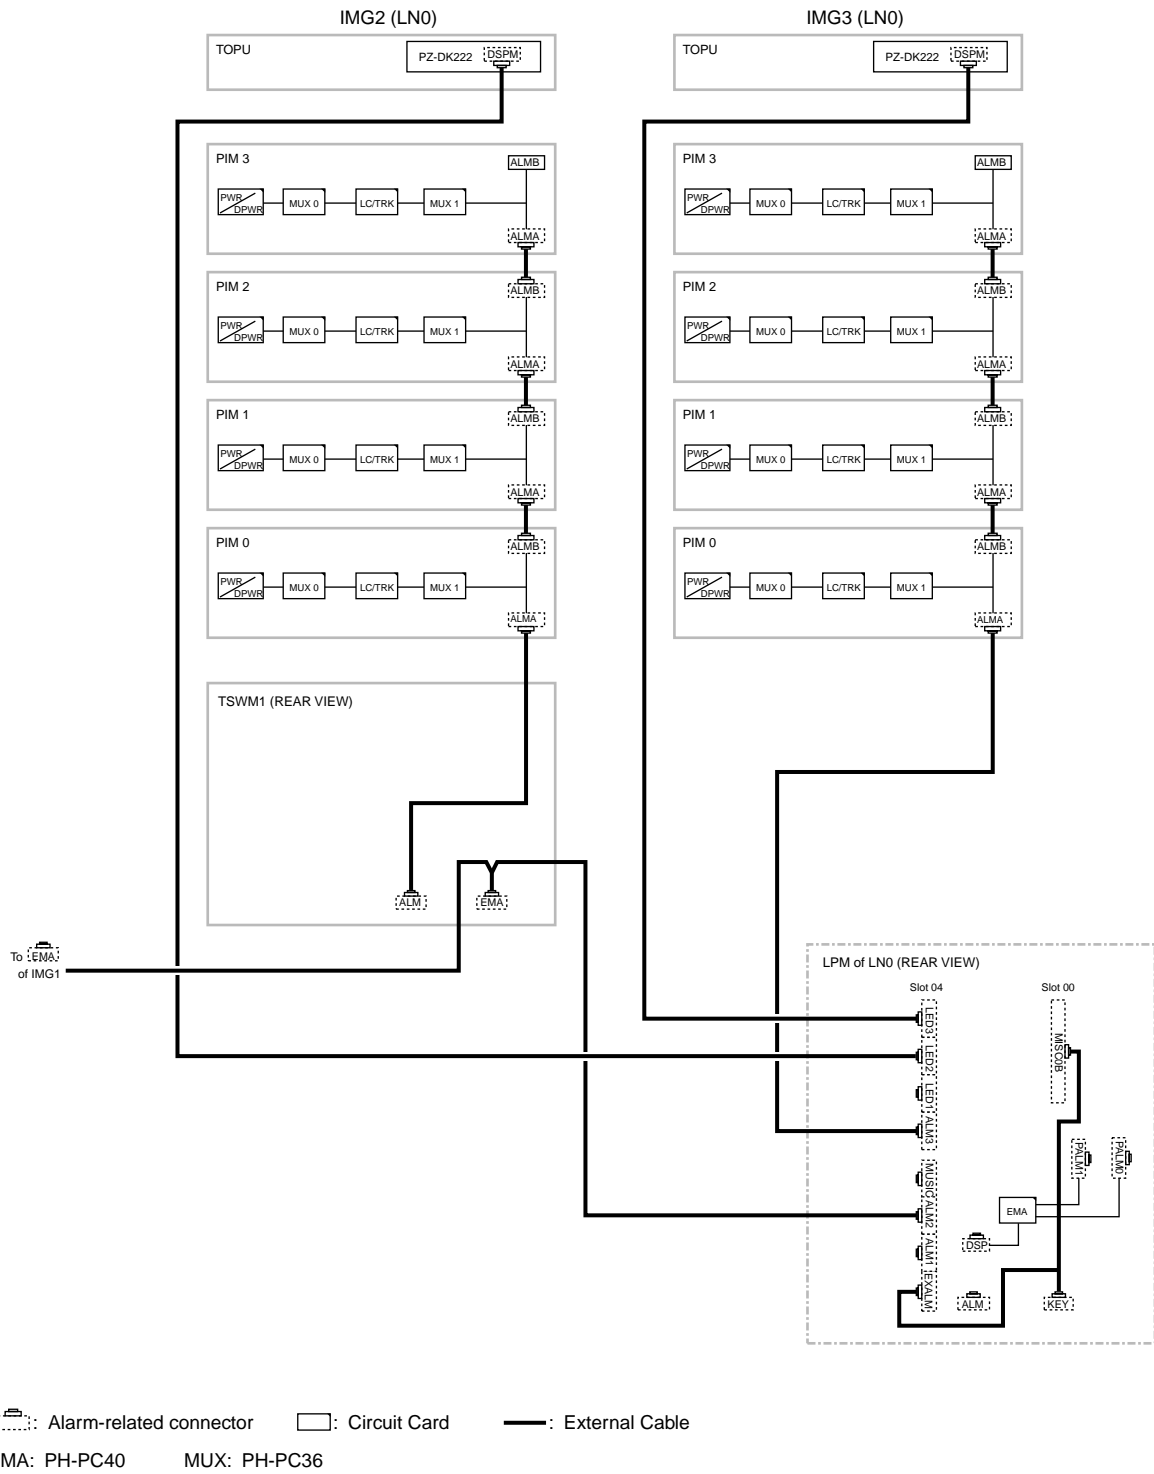 IMG2 (LN0)
IMG3 (LN0)
TOPU
PZ-DK222
DSPM
TOPU
PZ-DK222
DSPM
PIM 3
ALMB
PWR
DPWR
MUX 0
LC/TRK
MUX 1
ALMA
PIM 3
ALMB
PWR
DPWR
MUX 0
LC/TRK
MUX 1
ALMA
PIM 2
ALMB
PWR
DPWR
MUX 0
LC/TRK
MUX 1
ALMA
PIM 2
ALMB
PWR
DPWR
MUX 0
LC/TRK
MUX 1
ALMA
PIM 1
ALMB
PWR
DPWR
MUX 0
LC/TRK
MUX 1
ALMA
PIM 1
ALMB
PWR
DPWR
MUX 0
LC/TRK
MUX 1
ALMA
PIM 0
ALMB
PWR
DPWR
MUX 0
LC/TRK
MUX 1
ALMA
PIM 0
ALMB
PWR
DPWR
MUX 0
LC/TRK
MUX 1
ALMA
TSWM1 (REAR VIEW)
ALM
EMA
To EMA
of IMG1
LPM of LN0 (REAR VIEW)
Slot 04
Slot 00
LED3
LED2
LED1
ALM3
MUSIC
ALM2
ALM1
EXALM
MISC0B
PALM1
PALM0
EMA
DSP
ALM
KEY
: Alarm-related connector
: Circuit Card
: External Cable
MA: PH-PC40
MUX: PH-PC36